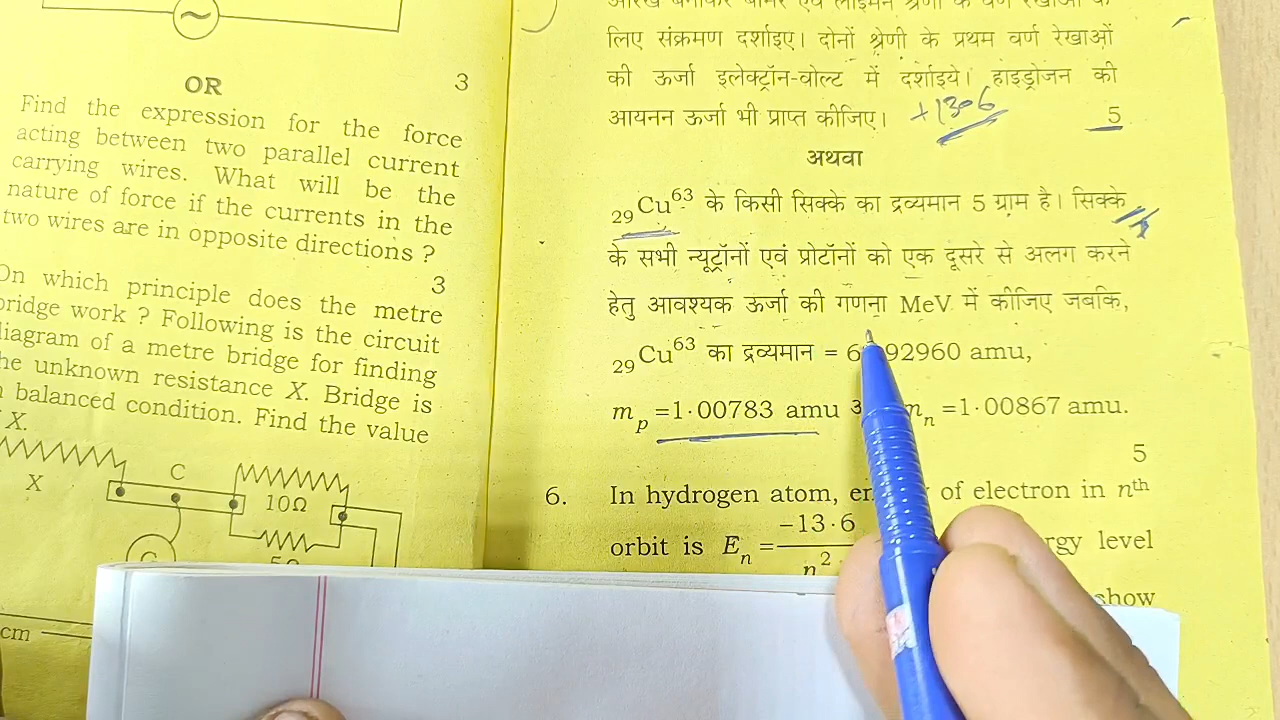 OR
3
Find the expression for the force
acting between two parallel current
carrying wires. What will be the
nature of force if the currents in the
two wires are in opposite directions ?
3
On which principle does the metre
bridge work ? Following is the circuit
diagram of a metre bridge for finding
the unknown resistance X. Bridge is
balanced condition. Find the value
X.
X
C
10Ω
5Ω
G
cm
लिए संक्रमण दर्शाइए। दोनों श्रेणी के प्रथम वर्ण रेखाओं
की ऊर्जा इलेक्ट्रॉन-वोल्ट में दर्शाइये। हाइड्रोजन की
आयनन ऊर्जा भी प्राप्त कीजिए।
5
अथवा
₂₉Cu⁶³ के किसी सिक्के का द्रव्यमान 5 ग्राम है। सिक्के
के सभी न्यूट्रॉनों एवं प्रोटॉनों को एक दूसरे से अलग करने
हेतु आवश्यक ऊर्जा की गणना MeV में कीजिए जबकि,
₂₉Cu⁶³ का द्रव्यमान = 6 92960 amu,
m_p =1·00783 amu m_n =1·00867 amu.
5
6. In hydrogen atom, of electron in nth
orbit is E_n = −13·6 / n² level
show